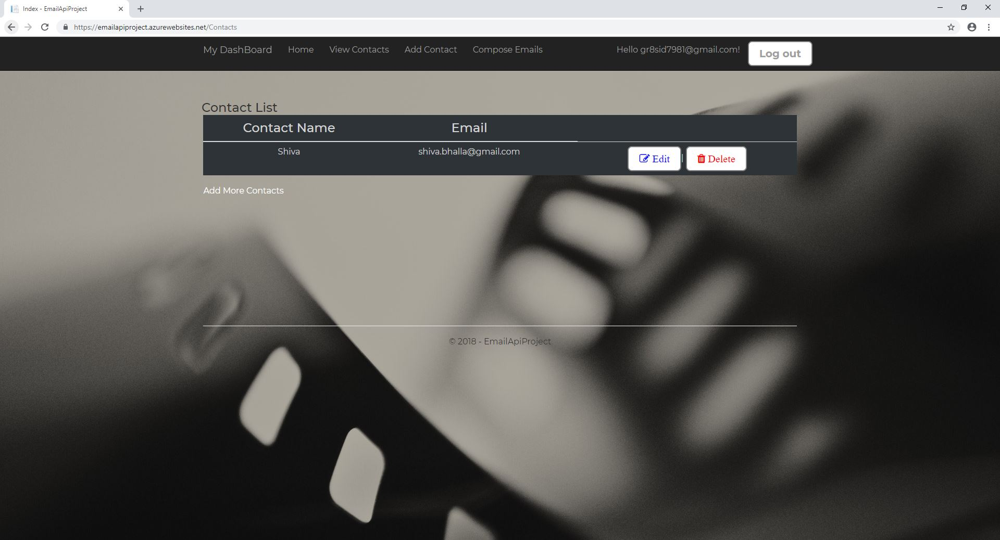 Index - EmailApiProject
https://emailapiproject.azurewebsites.net/Contacts
My DashBoard Home View Contacts Add Contact Compose Emails Hello gr8sid7981@gmail.com! Log out
Contact List
Contact Name Email
Shiva shiva.bhalla@gmail.com Edit | Delete
Add More Contacts
© 2018 - EmailApiProject